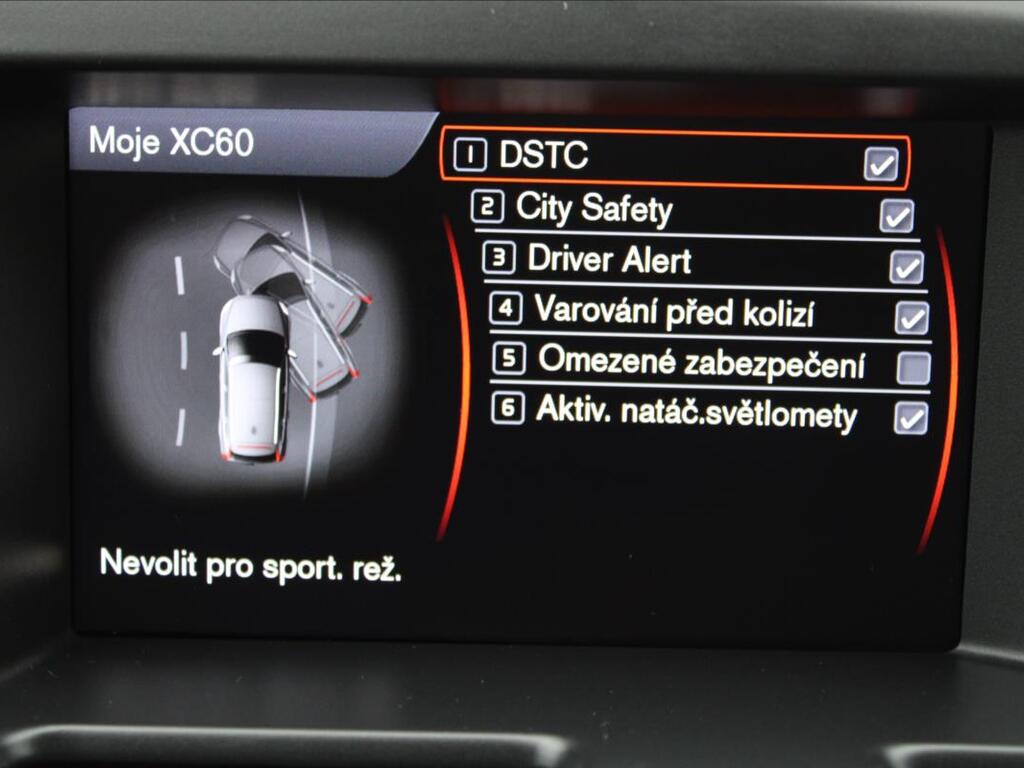 Moje XC60
1 DSTC
2 City Safety
3 Driver Alert
4 Varování před kolizí
5 Omezené zabezpečení
6 Aktiv. natáč.světlomety
Nevolit pro sport. rež.